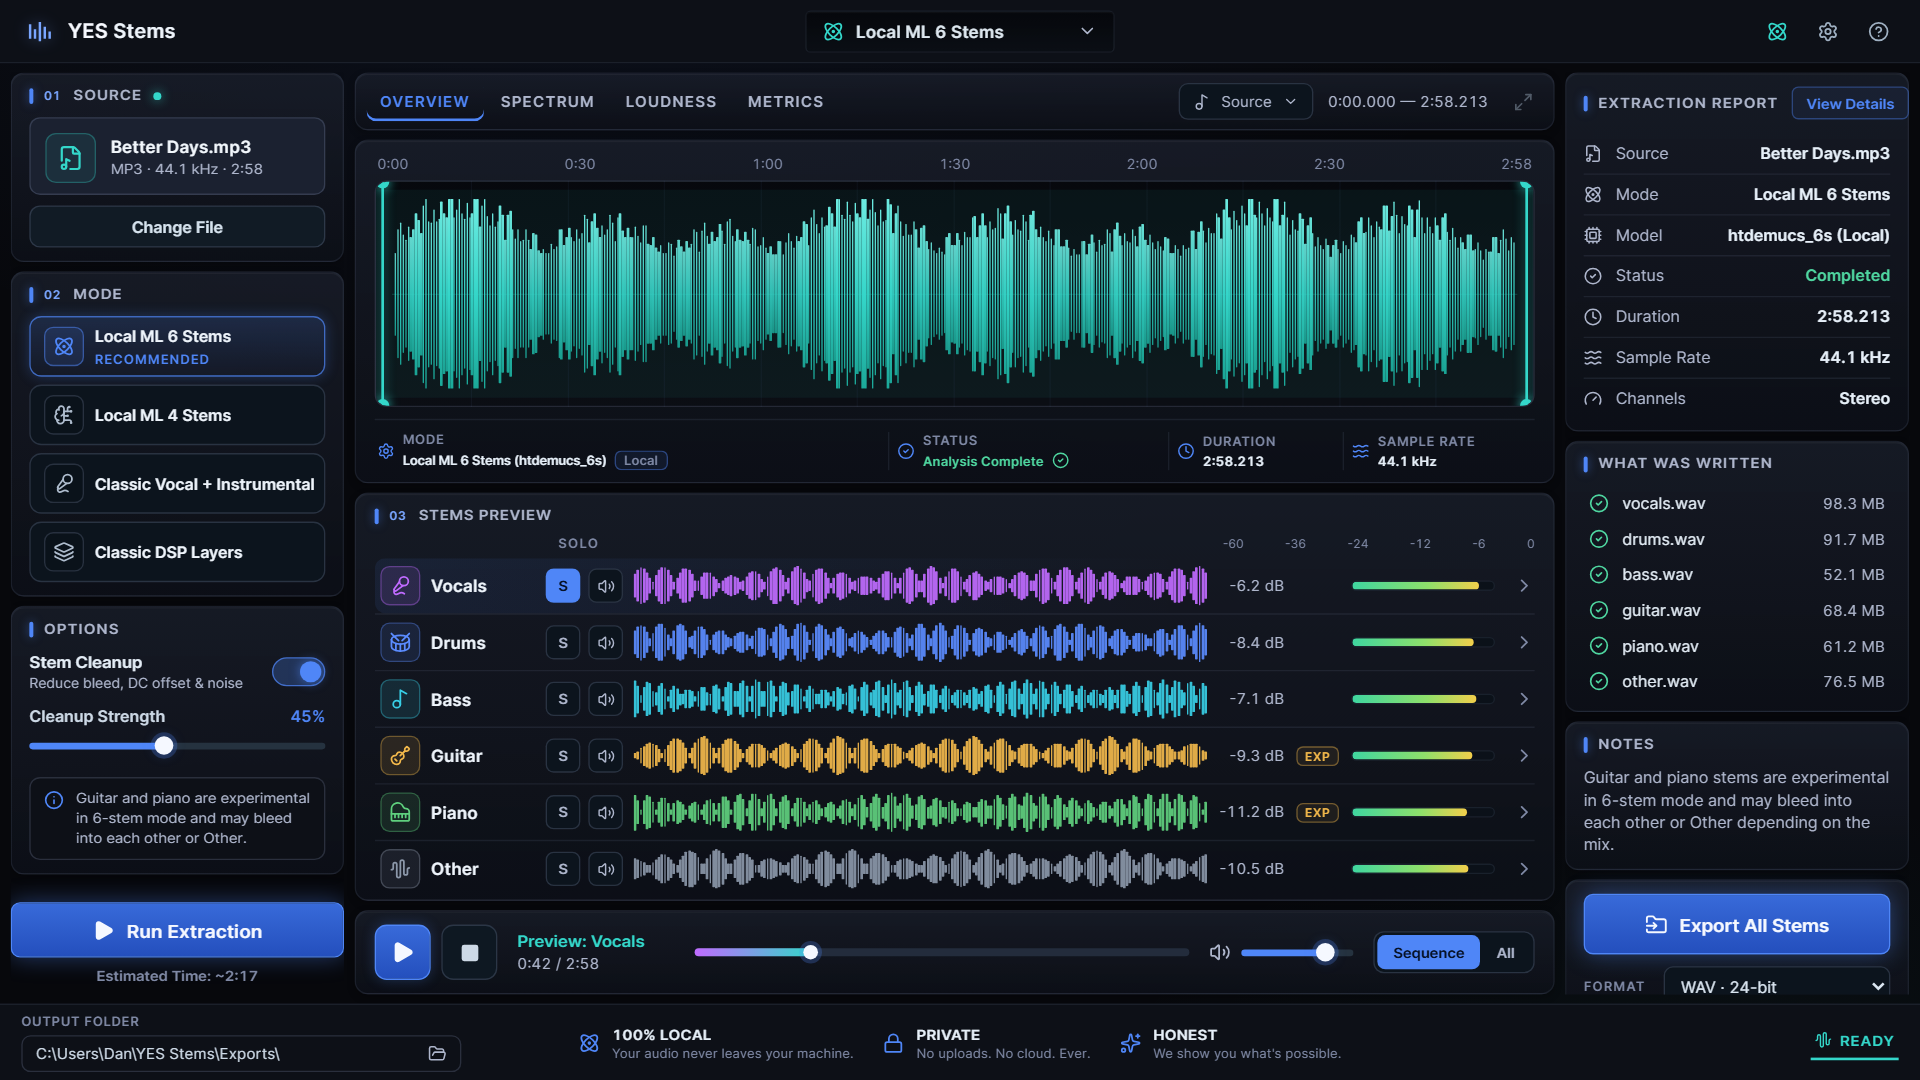 YES Stems
Local ML 6 Stems
01 SOURCE
Better Days.mp3
MP3 · 44.1 kHz · 2:58
Change File
02 MODE
Local ML 6 Stems
RECOMMENDED
Local ML 4 Stems
Classic Vocal + Instrumental
Classic DSP Layers
OPTIONS
Stem Cleanup
Reduce bleed, DC offset & noise
Cleanup Strength 45%
Guitar and piano are experimental
in 6-stem mode and may bleed
into each other or Other.
Run Extraction
Estimated Time: ~2:17
OVERVIEW SPECTRUM LOUDNESS METRICS
Source 0:00.000 — 2:58.213
0:00 0:30 1:00 1:30 2:00 2:30 2:58
MODE
Local ML 6 Stems (htdemucs_6s) Local
STATUS
Analysis Complete
DURATION
2:58.213
SAMPLE RATE
44.1 kHz
03 STEMS PREVIEW
SOLO -60 -36 -24 -12 -6 0
Vocals S -6.2 dB
Drums S -8.4 dB
Bass S -7.1 dB
Guitar S -9.3 dB EXP
Piano S -11.2 dB EXP
Other S -10.5 dB
Preview: Vocals
0:42 / 2:58
Sequence All
EXTRACTION REPORT View Details
Source Better Days.mp3
Mode Local ML 6 Stems
Model htdemucs_6s (Local)
Status Completed
Duration 2:58.213
Sample Rate 44.1 kHz
Channels Stereo
WHAT WAS WRITTEN
vocals.wav 98.3 MB
drums.wav 91.7 MB
bass.wav 52.1 MB
guitar.wav 68.4 MB
piano.wav 61.2 MB
other.wav 76.5 MB
NOTES
Guitar and piano stems are experimental
in 6-stem mode and may bleed into
each other or Other depending on the
mix.
Export All Stems
FORMAT WAV · 24-bit
OUTPUT FOLDER
C:\Users\Dan\YES Stems\Exports\
100% LOCAL
Your audio never leaves your machine.
PRIVATE
No uploads. No cloud. Ever.
HONEST
We show you what's possible.
READY